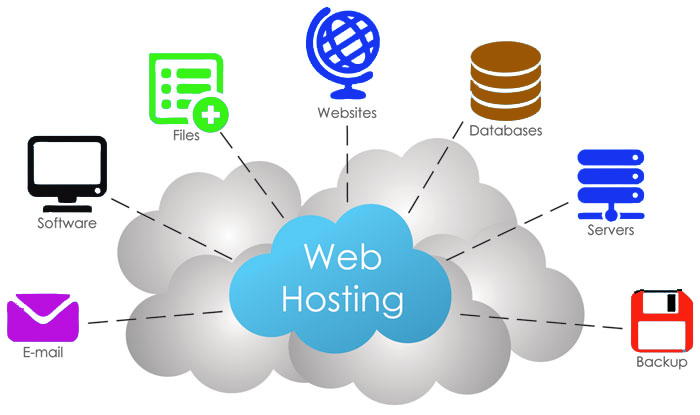 Websites
Files
Databases
Software
Servers
Web
Hosting
E-mail
Backup